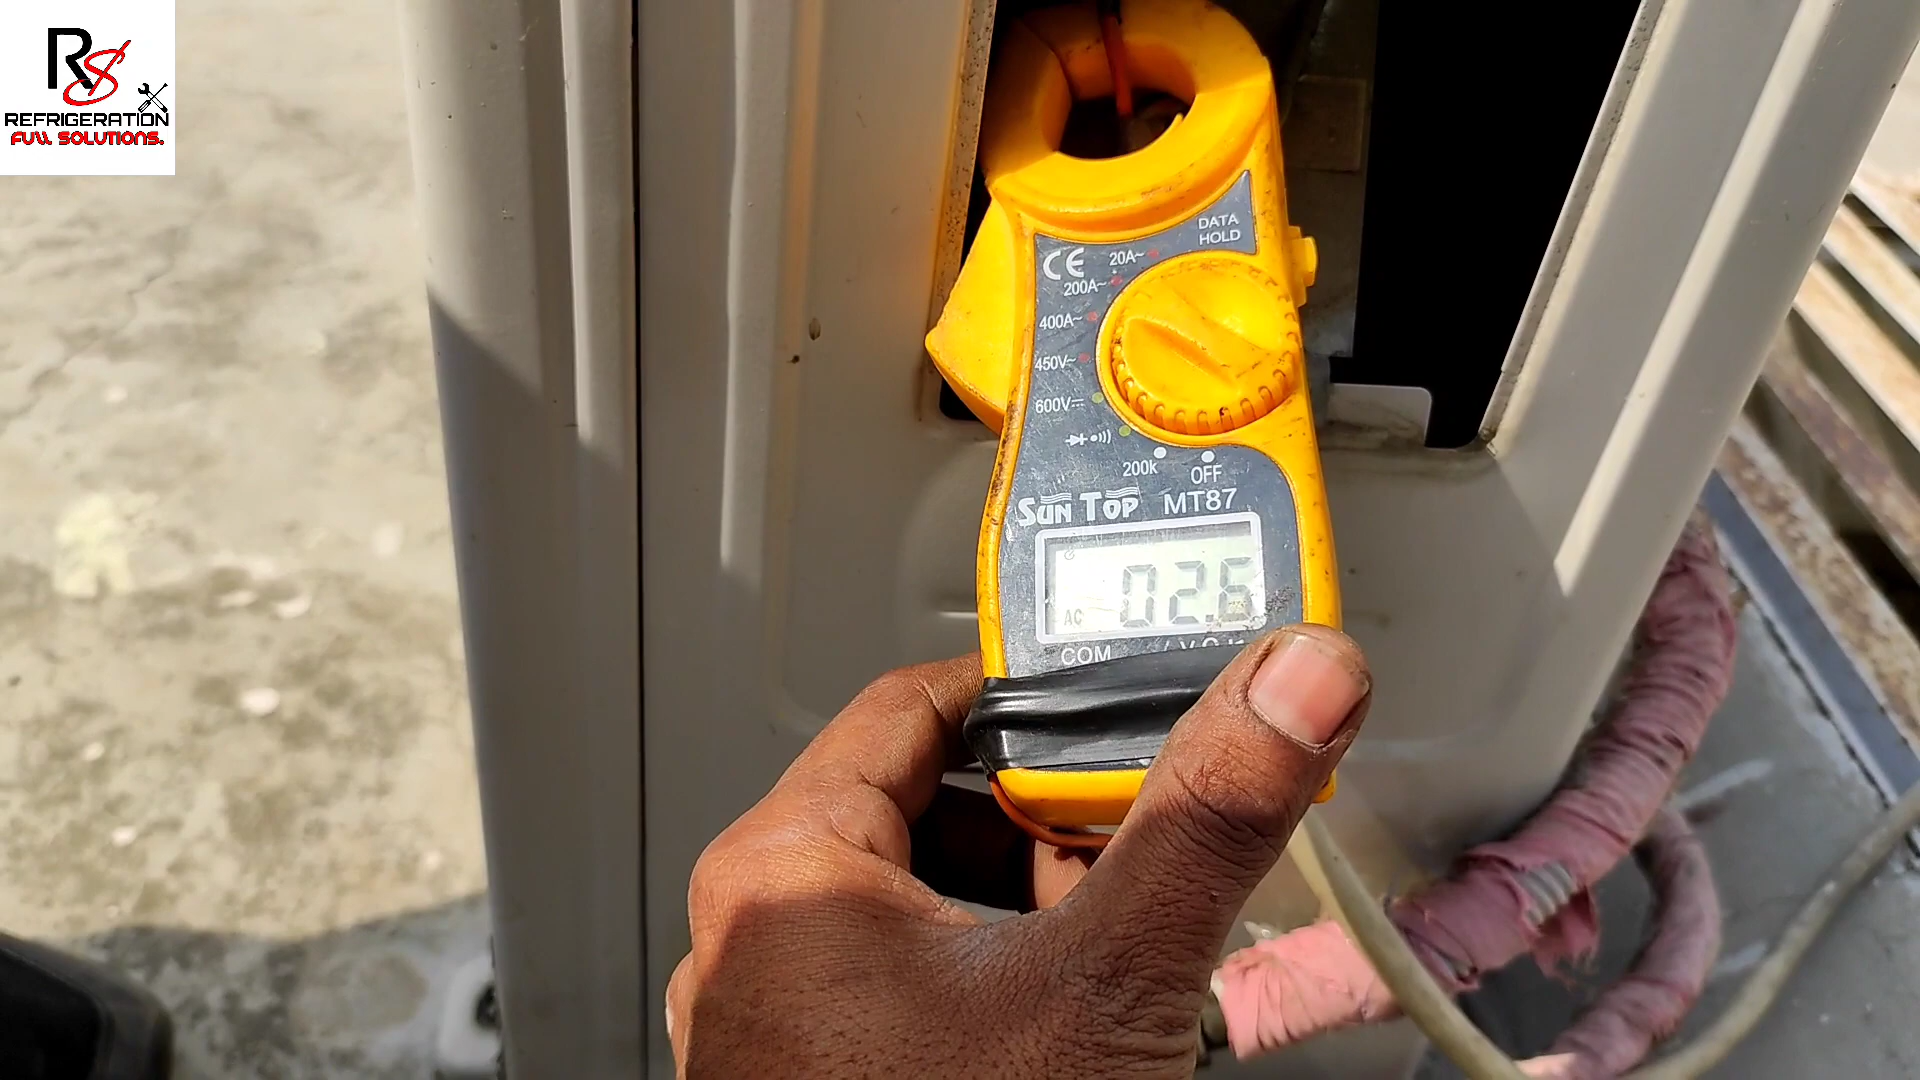 RS
REFRIGERATION
FULL SOLUTIONS.
DATA
HOLD
CE
20A~
200A~
400A~
450V~
600V
200k
OFF
SUN TOP MT87
02.6
AC
COM